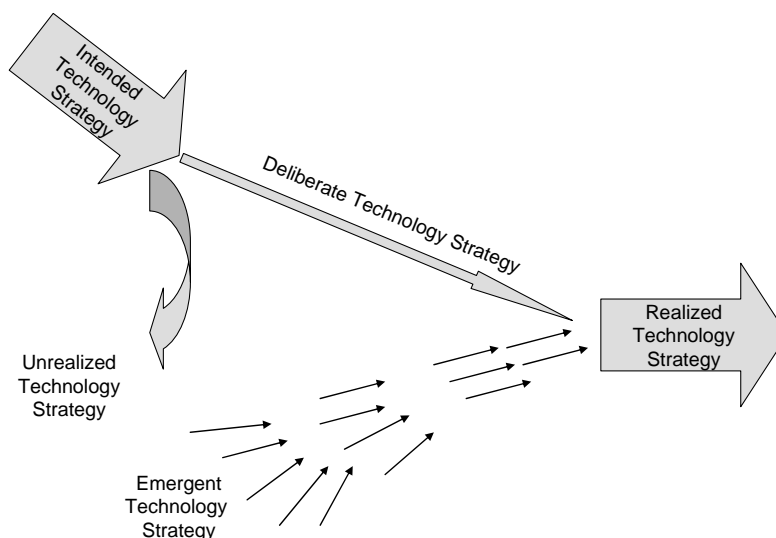 Intended
Technology
Strategy
Deliberate Technology Strategy
Realized
Technology
Strategy
Unrealized
Technology
Strategy
Emergent
Technology
Strategy